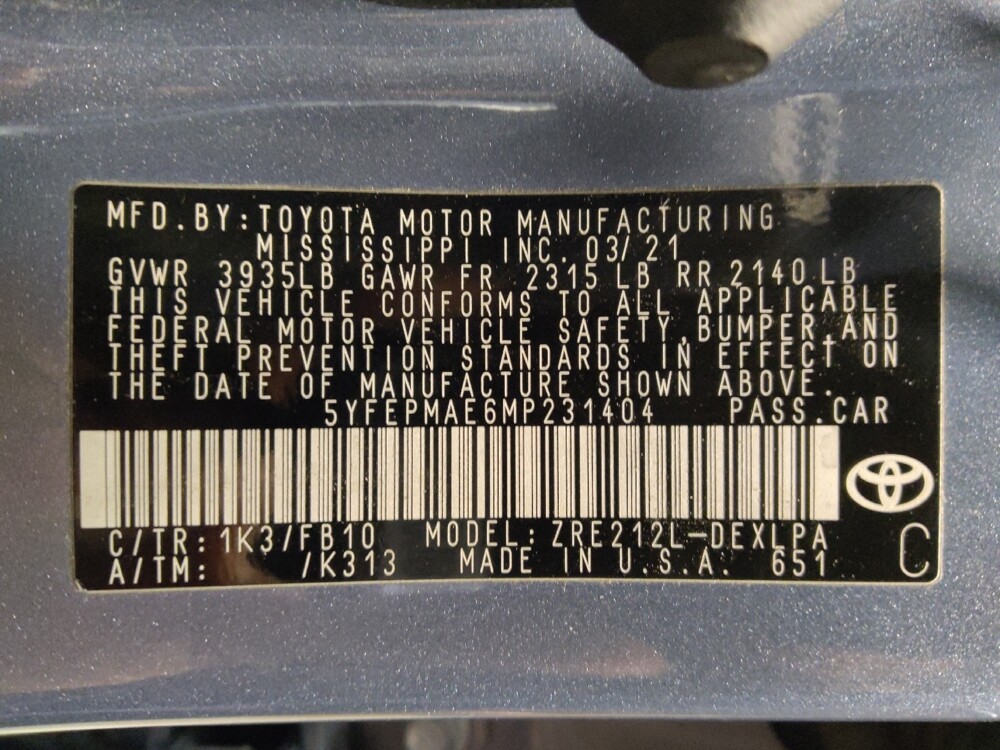 MFD.BY:TOYOTA MOTOR MANUFACTURING
MISSISSIPPI INC. 03/21
GVWR 3935LB GAWR FR 2315 LB RR 2140 LB
THIS VEHICLE CONFORMS TO ALL APPLICABLE
FEDERAL MOTOR VEHICLE SAFETY,BUMPER AND
THEFT PREVENTION STANDARDS IN EFFECT ON
THE DATE OF MANUFACTURE SHOWN ABOVE.
5YFEPMAE6MP231404 PASS.CAR
C/TR:1K3/FB10 MODEL:ZRE212L-DEXLPA
A/TM: /K313 MADE IN U.S.A. 651
C